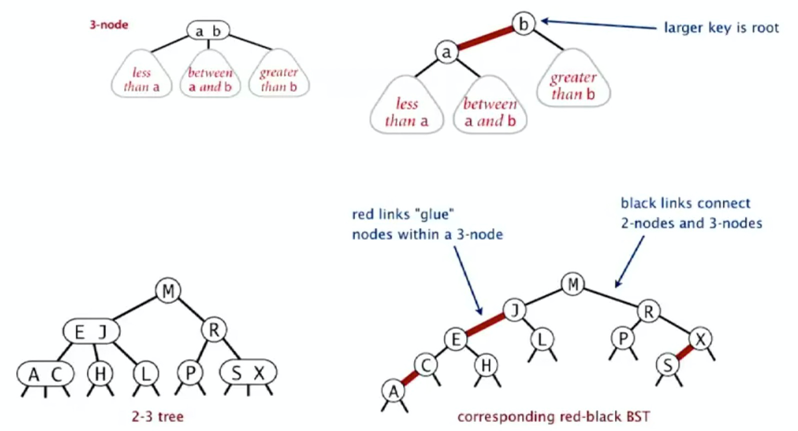 3-node
a b
less
than a
between
a and b
greater
than b
b
larger key is root
a
less
than a
between
a and b
greater
than b
red links "glue"
nodes within a 3-node
black links connect
2-nodes and 3-nodes
M
E J
R
A C
H
L
P
S X
2-3 tree
M
J
R
E
L
P
X
C
H
S
A
corresponding red-black BST